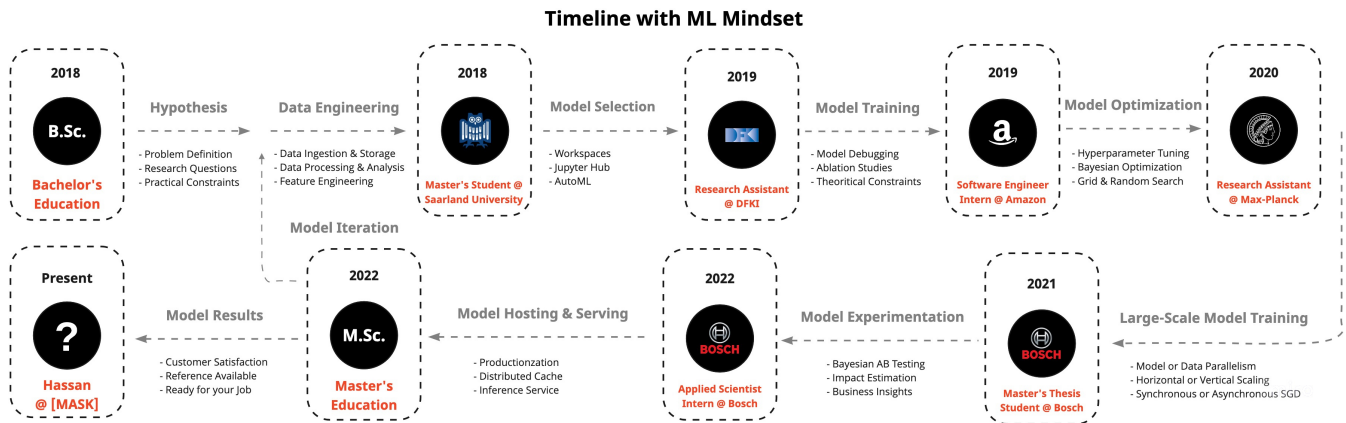 Timeline with ML Mindset
2018
B.Sc.
Bachelor's
Education
Hypothesis
- Problem Definition
- Research Questions
- Practical Constraints
Data Engineering
- Data Ingestion & Storage
- Data Processing & Analysis
- Feature Engineering
2018
Master's Student @
Saarland University
Model Selection
- Workspaces
- Jupyter Hub
- AutoML
2019
DFKI
Research Assistant
@ DFKI
Model Training
- Model Debugging
- Ablation Studies
- Theoritical Constraints
2019
a
Software Engineer
Intern @ Amazon
Model Optimization
- Hyperparameter Tuning
- Bayesian Optimization
- Grid & Random Search
2020
Research Assistant
@ Max-Planck
Large-Scale Model Training
- Model or Data Parallelism
- Horizontal or Vertical Scaling
- Synchronous or Asynchronous SGD
2021
BOSCH
Master's Thesis
Student @ Bosch
Model Experimentation
- Bayesian AB Testing
- Impact Estimation
- Business Insights
2022
BOSCH
Applied Scientist
Intern @ Bosch
Model Hosting & Serving
- Productionzation
- Distributed Cache
- Inference Service
2022
M.Sc.
Master's
Education
Model Iteration
Model Results
- Customer Satisfaction
- Reference Available
- Ready for your Job
Present
?
Hassan
@ [MASK]